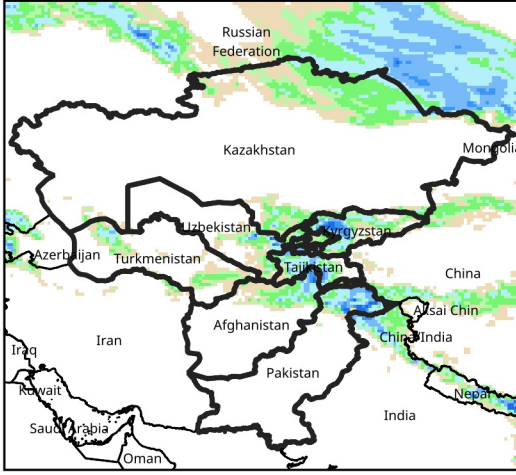 Russian
Federation
Kazakhstan
Mongolia
Uzbekistan
Kyrgyzstan
Azerbaijan
Turkmenistan
Tajikistan
China
Aksai Chin
Afghanistan
China/India
Iran
Iraq
Pakistan
Kuwait
Nepal
India
Saudi Arabia
Oman